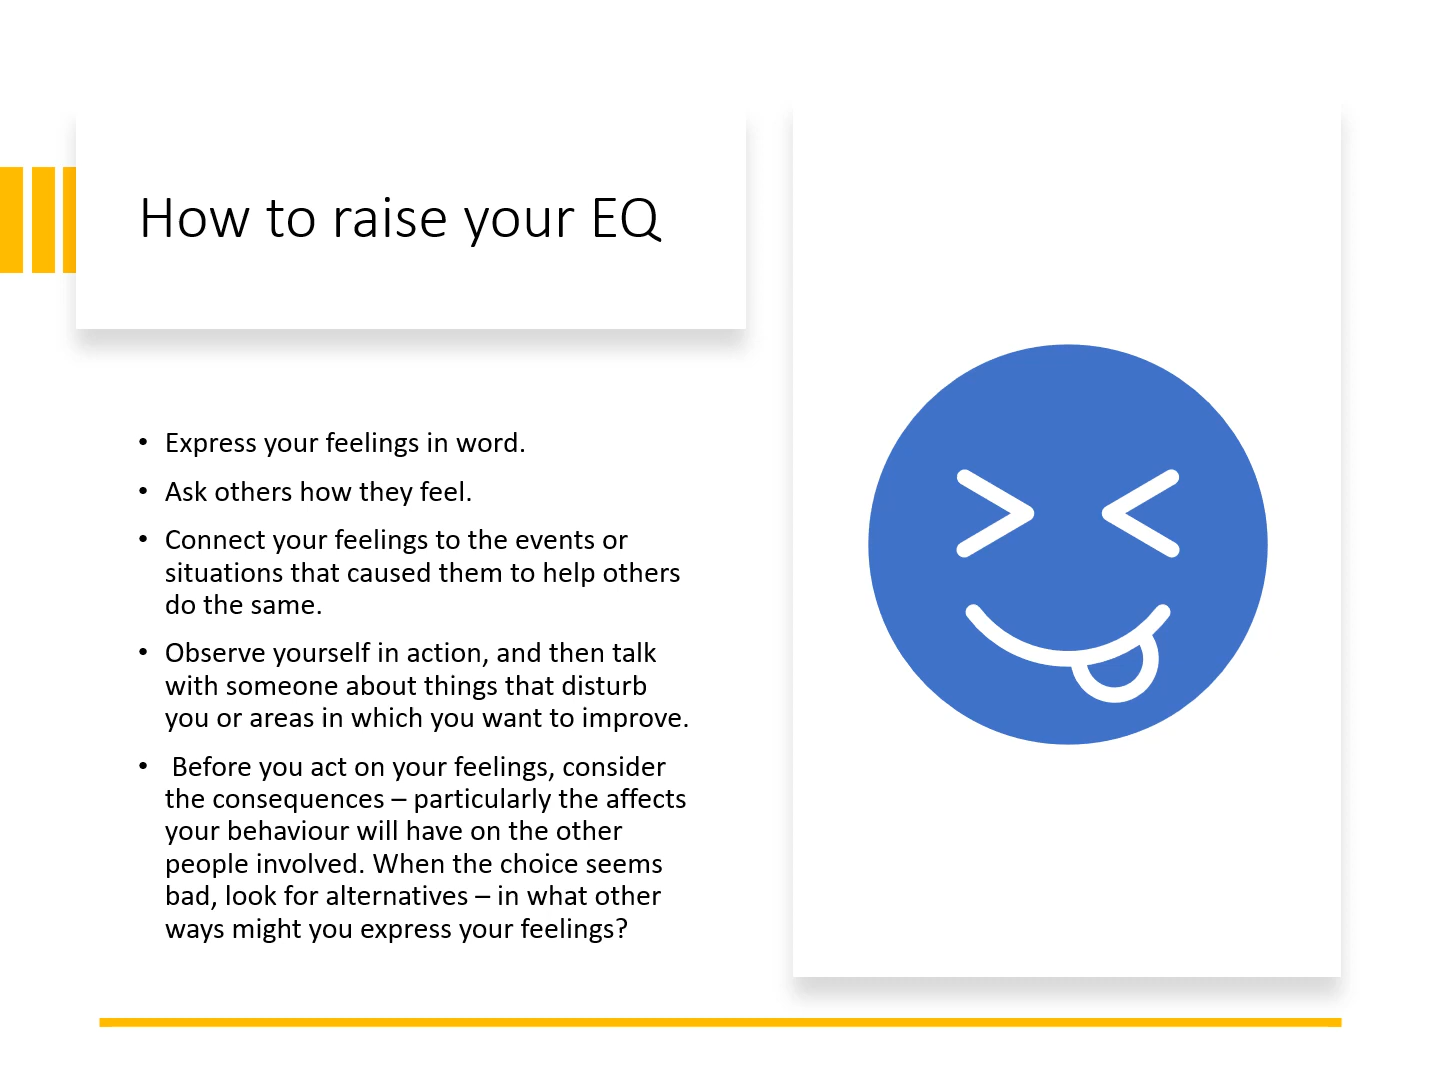 How to raise your EQ
• Express your feelings in word.
• Ask others how they feel.
• Connect your feelings to the events or
situations that caused them to help others
do the same.
• Observe yourself in action, and then talk
with someone about things that disturb
you or areas in which you want to improve.
• Before you act on your feelings, consider
the consequences – particularly the affects
your behaviour will have on the other
people involved. When the choice seems
bad, look for alternatives – in what other
ways might you express your feelings?